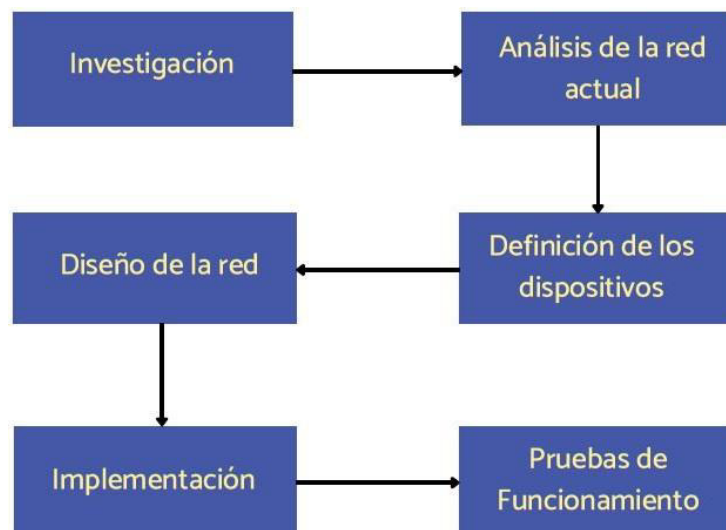 Investigación
Análisis de la red
actual
Definición de los
dispositivos
Diseño de la red
Implementación
Pruebas de
Funcionamiento